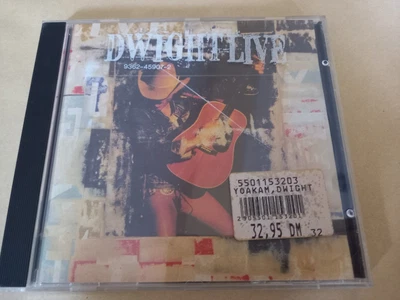 DWIGHT LIVE
9362-45907-2
5501153203
YOAKAM,DWIGHT
32,95 DM 32